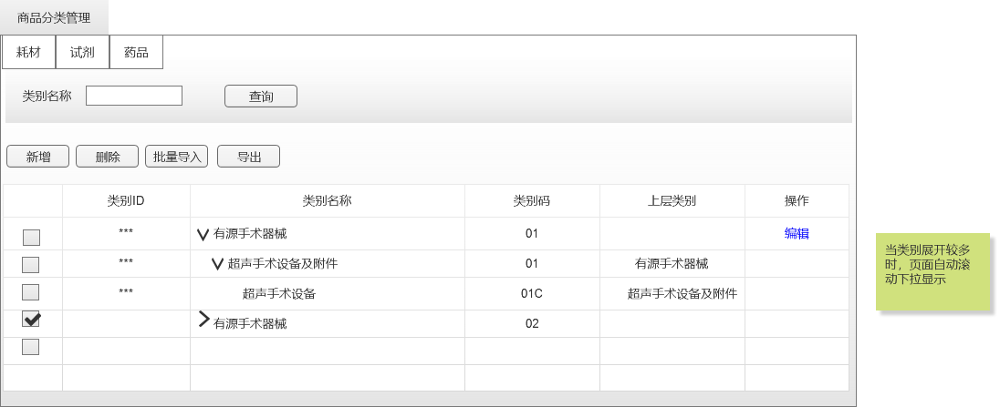 商品分类管理
耗材 试剂 药品
类别名称 查询
新增 删除 批量导入 导出
类别ID 类别名称 类别码 上层类别 操作
*** 有源手术器械 01 编辑
*** 超声手术设备及附件 01 有源手术器械
*** 超声手术设备 01C 超声手术设备及附件
有源手术器械 02
当类别展开较多
时，页面自动滚
动下拉显示